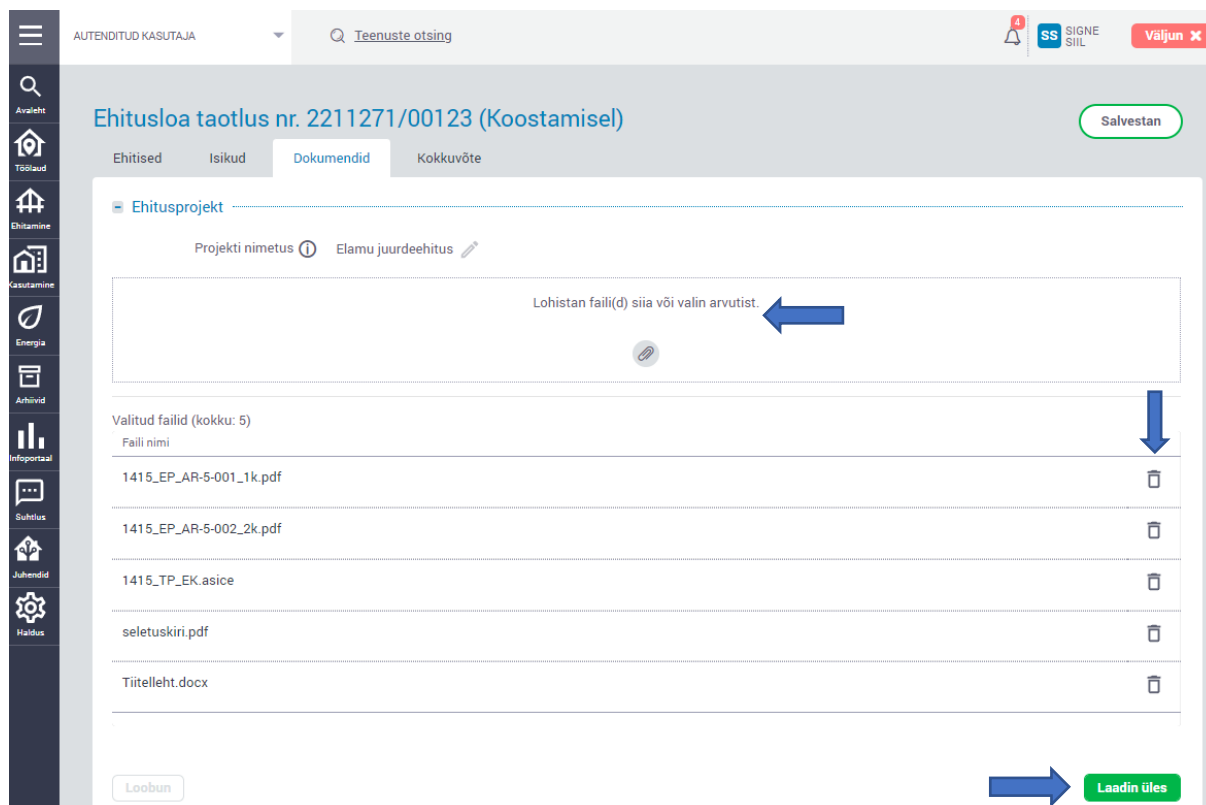 AUTENDITUD KASUTAJA
Teenuste otsing
4
SS
SIGNE
SIIL
Väljun
Avaleht
Töölaud
Ehitamine
Kasutamine
Energia
Arhiivid
Infoportaal
Suhtlus
Juhendid
Haldus
Ehitusloa taotlus nr. 2211271/00123 (Koostamisel)
Salvestan
Ehitised Isikud Dokumendid Kokkuvõte
Ehitusprojekt
Projekti nimetus Elamu juurdeehitus
Lohistan faili(d) siia või valin arvutist.
Valitud failid (kokku: 5)
Faili nimi
1415_EP_AR-5-001_1k.pdf
1415_EP_AR-5-002_2k.pdf
1415_TP_EK.asice
seletuskiri.pdf
Tiitelleht.docx
Loobun
Laadin üles